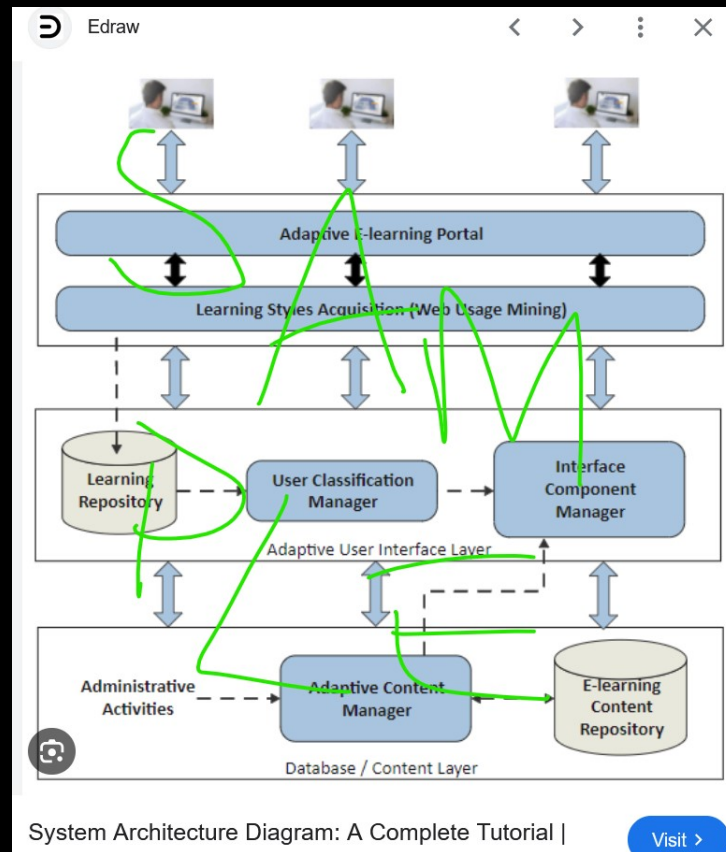 Edraw
Adaptive E-learning Portal
Learning Styles Acquisition (Web Usage Mining)
Learning
Repository
User Classification
Manager
Interface
Component
Manager
Adaptive User Interface Layer
Administrative
Activities
Adaptive Content
Manager
E-learning
Content
Repository
Database / Content Layer
SAMPLE
System Architecture Diagram: A Complete Tutorial |
Visit >